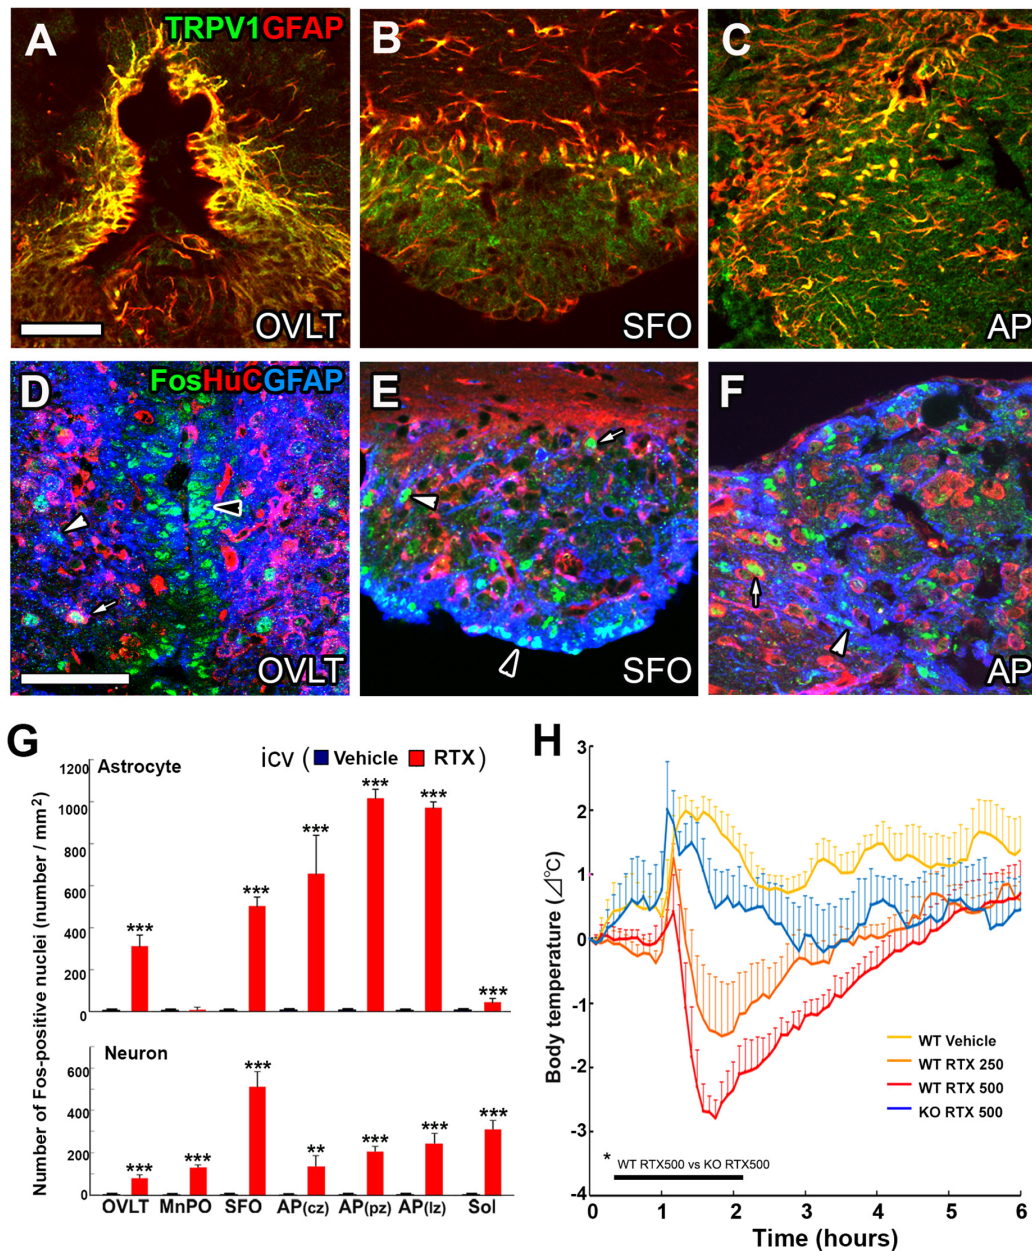 A
TRPV1GFAP
OVLT
B
SFO
C
AP
D
FosHuCGFAP
OVLT
E
SFO
F
AP
G
icv ( Vehicle RTX )
Number of Fos-positive nuclei (number / mm2)
Astrocyte
1200
1000
800
600
400
200
0
***
***
***
***
***
***
Neuron
600
400
200
0
***
***
***
**
***
***
***
OVLT MnPO SFO AP(cz) AP(pz) AP(lz) Sol
H
Body temperature (⊿℃)
3
2
1
0
-1
-2
-3
-4
WT Vehicle
WT RTX 250
WT RTX 500
KO RTX 500
* WT RTX500 vs KO RTX500
0 1 2 3 4 5 6
Time (hours)